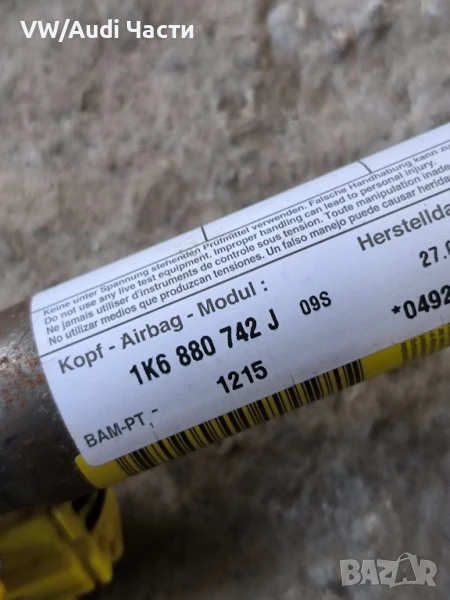 VW/Audi Части
Keine unter Spannung stehenden Prüfmittel verwenden. Falsche Handhabung kann zu
Do not use any live test equipment. Improper handling can lead to personal injury.
Ne jamais utiliser d'instruments de controle sous tension. Toute manipulation inade
No utilizar medios que produzcan tensiones. Un falso manejo puede causar herida
Kopf - Airbag - Modul :
Herstellda
1K6 880 742 J 09S
27.0
BAM-PT.-
1215
*0492
BAZAR